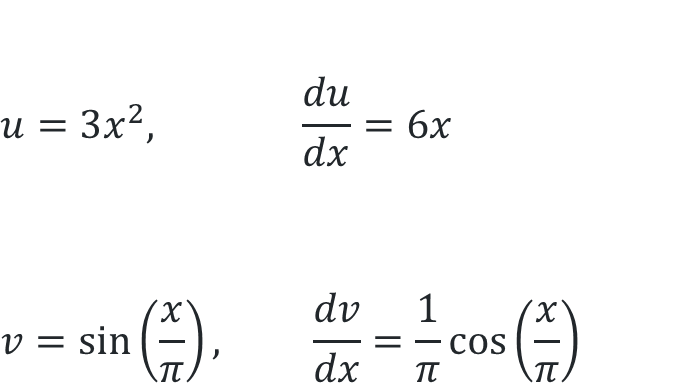 u = 3x², du/dx = 6x
v = sin(x/π), dv/dx = 1/π cos(x/π)